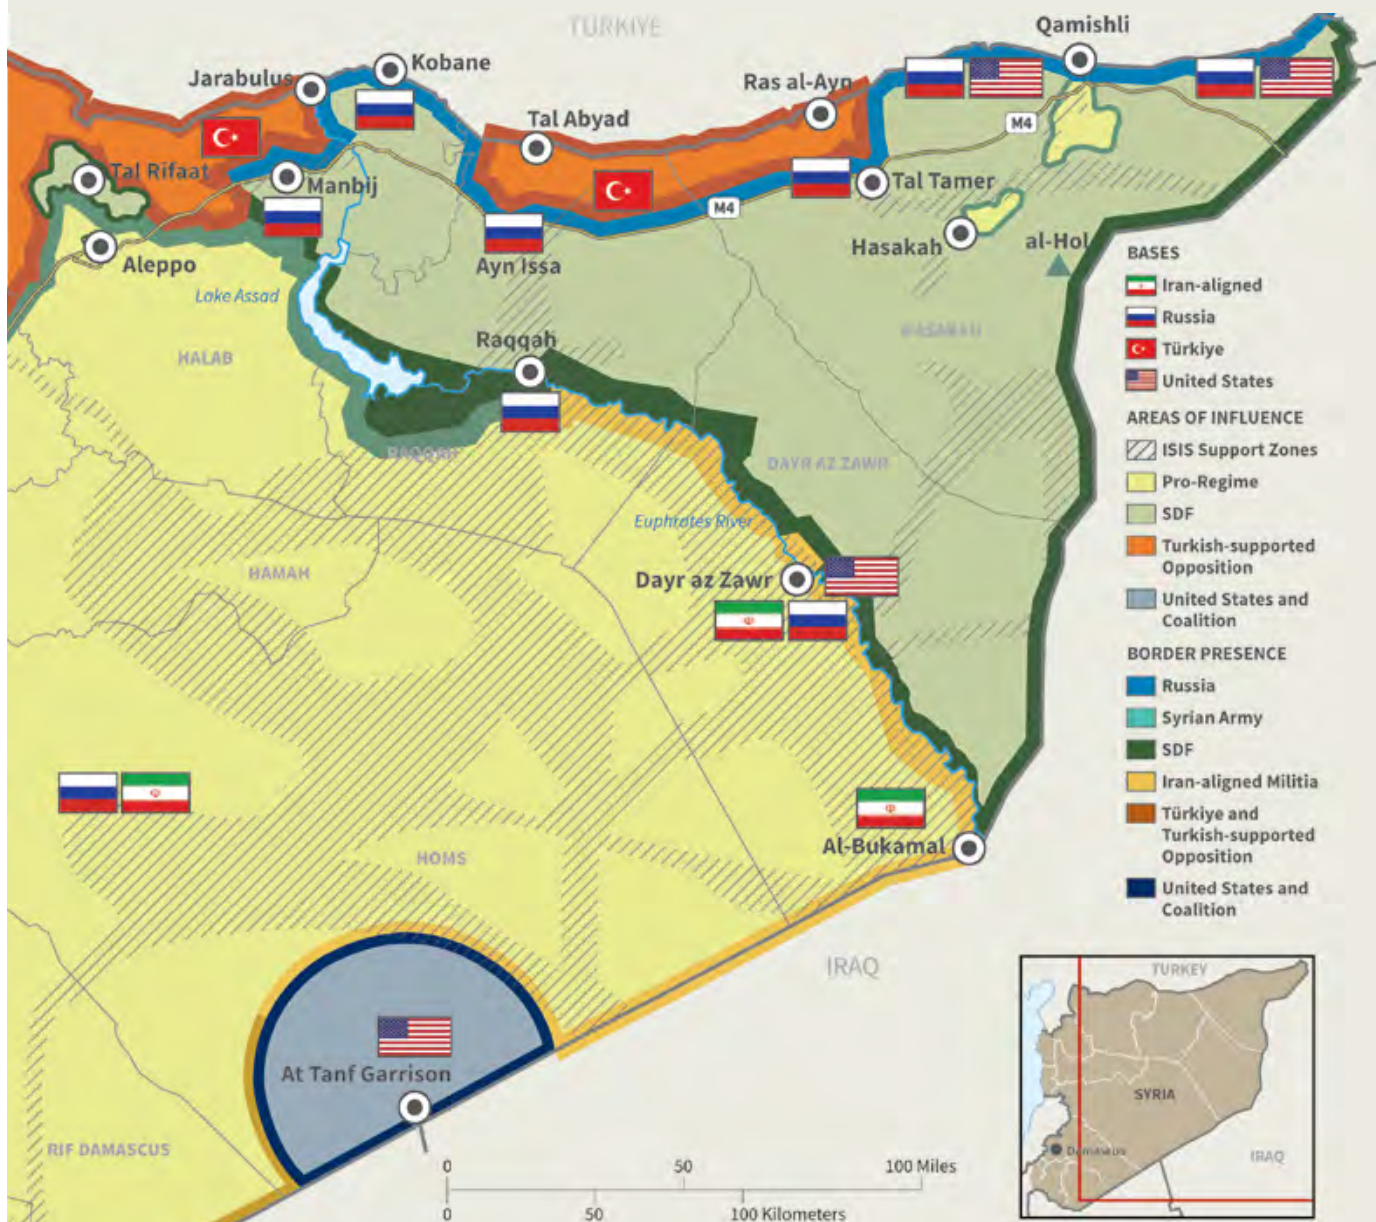 TÜRKIYE
Qamishli
Kobane
Jarabulus
Ras al-Ayn
Tal Abyad
M4
Tal Rifaat
Manbij
Tal Tamer
M4
Hasakah
al-Hol
Aleppo
Ayn Issa
Lake Assad
HASAKAH
Raqqah
HALAB
RAQQAH
DAYR AZ ZAWR
Euphrates River
HAMAH
Dayr az Zawr
Al-Bukamal
HOMS
IRAQ
At Tanf Garrison
RIF DAMASCUS
BASES
Iran-aligned
Russia
Türkiye
United States
AREAS OF INFLUENCE
ISIS Support Zones
Pro-Regime
SDF
Turkish-supported
Opposition
United States and
Coalition
BORDER PRESENCE
Russia
Syrian Army
SDF
Iran-aligned Militia
Türkiye and
Turkish-supported
Opposition
United States and
Coalition
TURKEY
SYRIA
Damascus
IRAQ
0 50 100 Miles
0 50 100 Kilometers